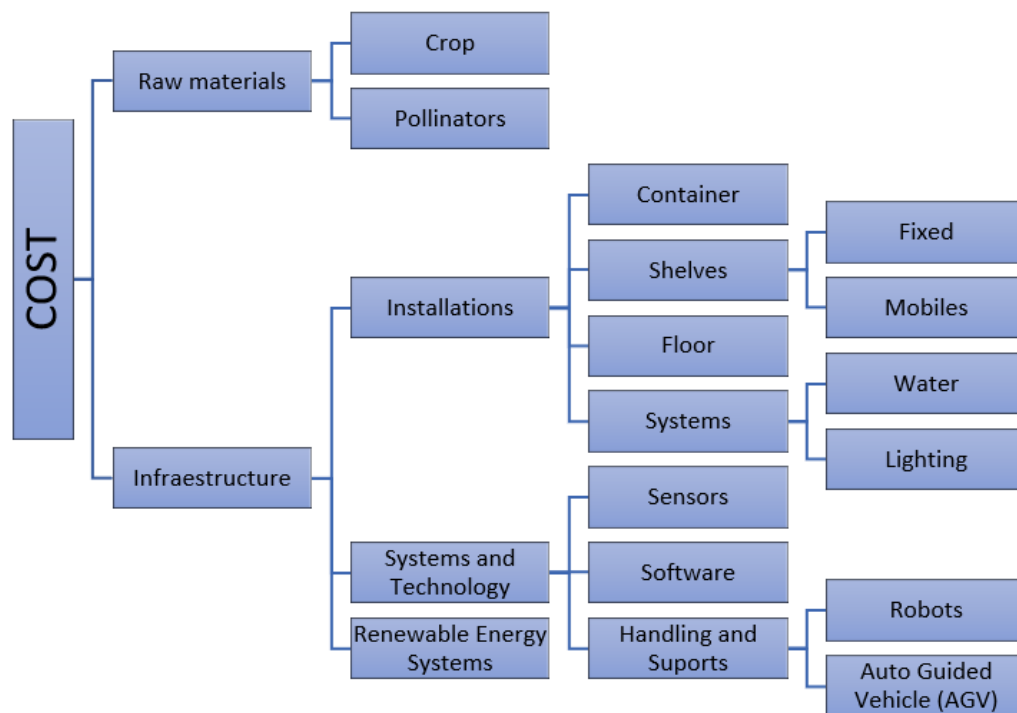 COST
Raw materials
Crop
Pollinators
Infraestructure
Installations
Container
Shelves
Fixed
Mobiles
Floor
Systems
Water
Lighting
Systems and
Technology
Sensors
Software
Handling and
Suports
Robots
Auto Guided
Vehicle (AGV)
Renewable Energy
Systems